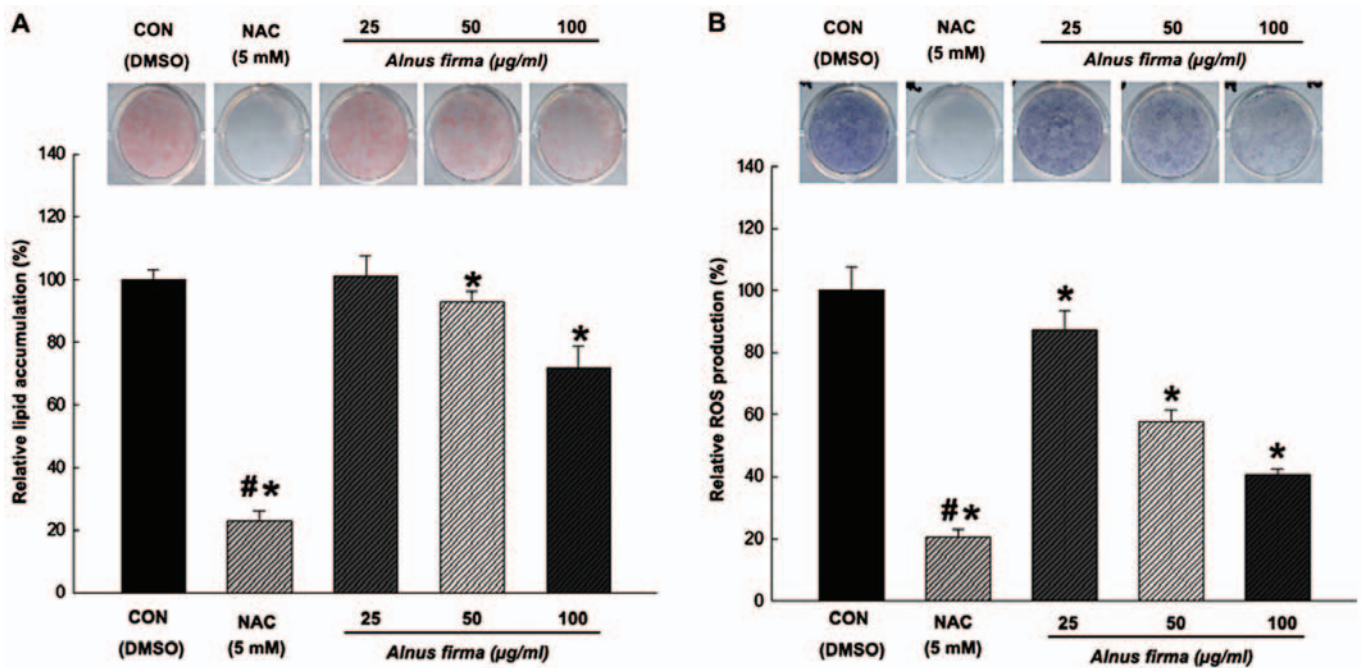 A
CON
(DMSO)
NAC
(5 mM)
25 50 100
Alnus firma (µg/ml)
140
120
100
80
60
40
20
0
Relative lipid accumulation (%)
*
*
#*
CON
(DMSO)
NAC
(5 mM)
25 50 100
Alnus firma (µg/ml)
B
CON
(DMSO)
NAC
(5 mM)
25 50 100
Alnus firma (µg/ml)
140
120
100
80
60
40
20
0
Relative ROS production (%)
*
*
*
#*
CON
(DMSO)
NAC
(5 mM)
25 50 100
Alnus firma (µg/ml)